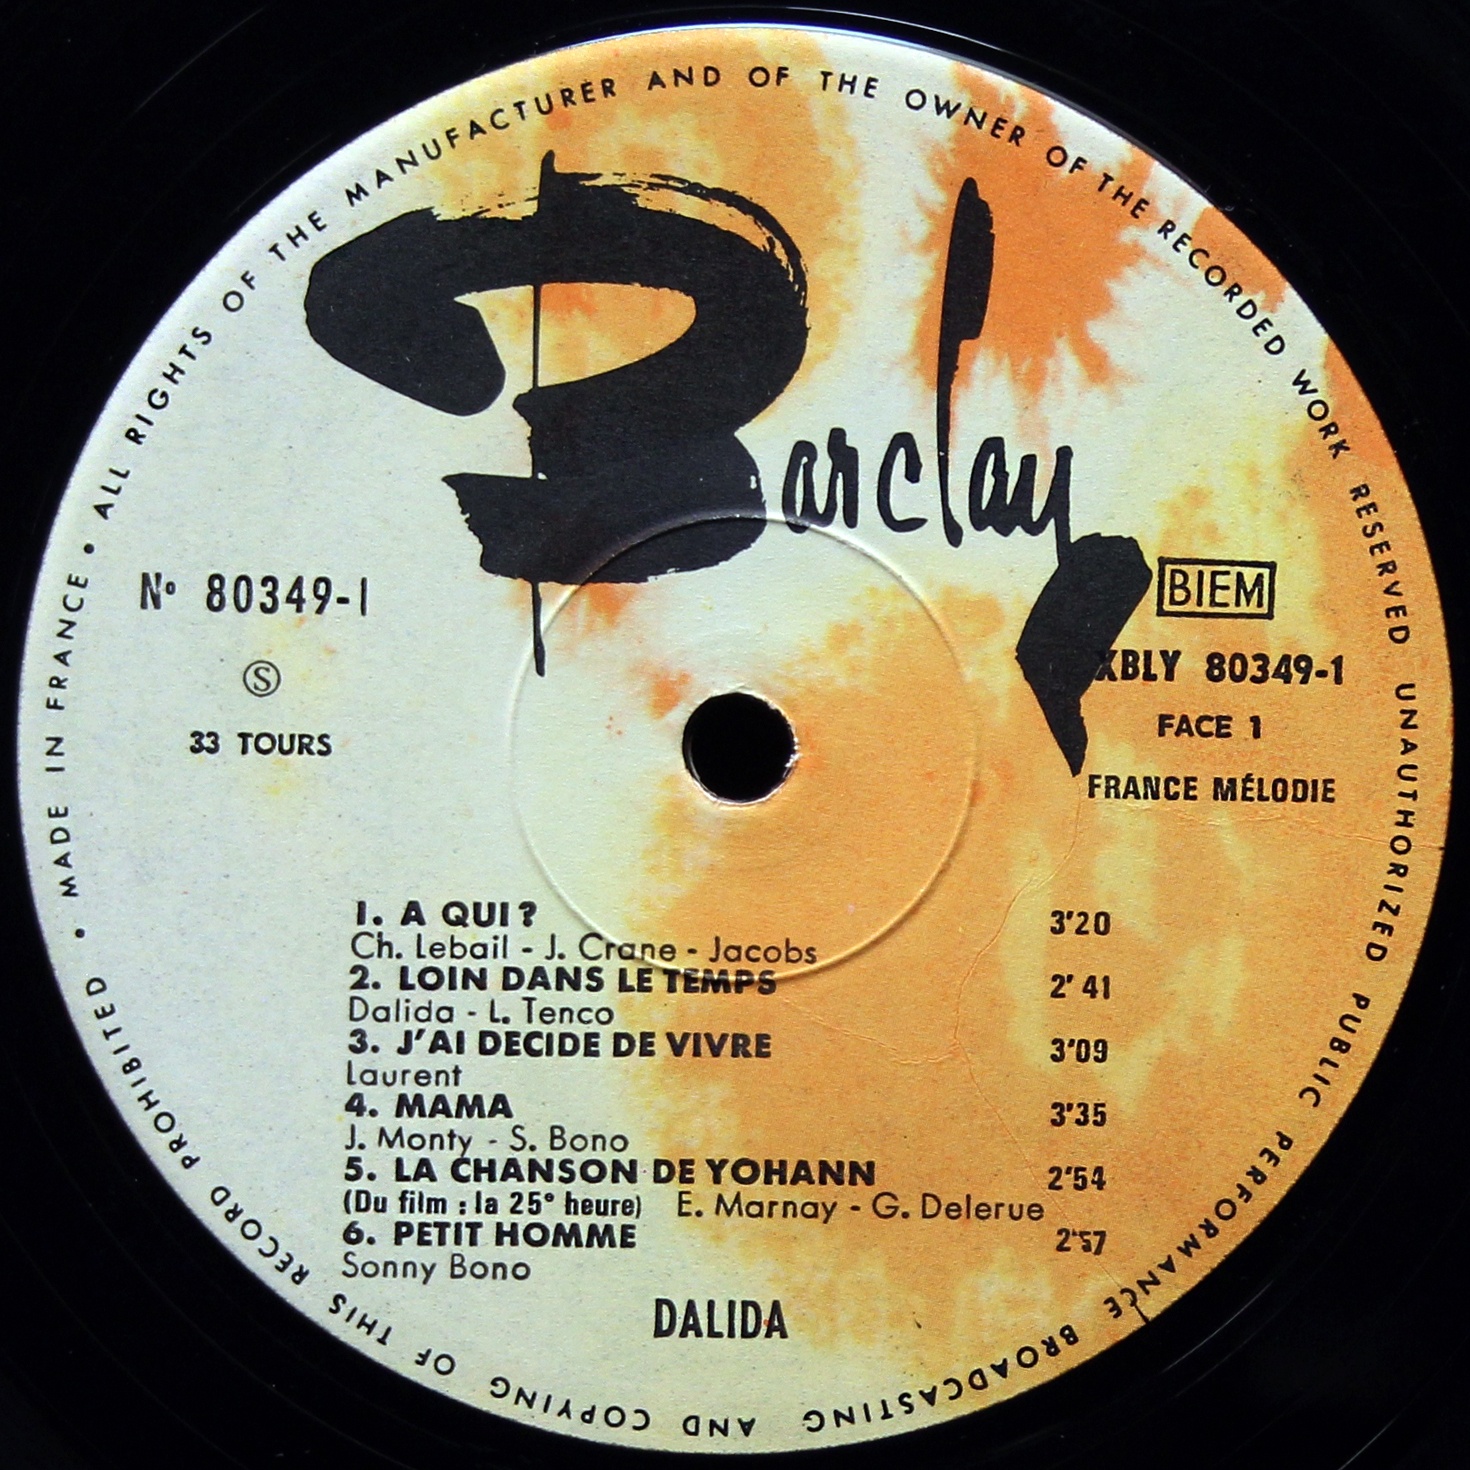 • MADE IN FRANCE • ALL RIGHTS OF THE MANUFACTURER AND OF THE OWNER OF THE RECORDED WORK RESERVED UNAUTHORIZED PUBLIC PERFORMANCE BROADCASTING AND COPYING OF THIS RECORD PROHIBITED
Barclay
Nº 80349-1
Ⓢ
33 TOURS
BIEM
XBLY 80349-1
FACE 1
FRANCE MÉLODIE
1. A QUI? 3'20
Ch. Lebail - J. Crane - Jacobs
2. LOIN DANS LE TEMPS 2'41
Dalida - L. Tenco
3. J'AI DECIDE DE VIVRE 3'09
Laurent
4. MAMA 3'35
J. Monty - S. Bono
5. LA CHANSON DE YOHANN 2'54
(Du film : la 25° heure) E. Marnay - G. Delerue
6. PETIT HOMME 2'57
Sonny Bono
DALIDA